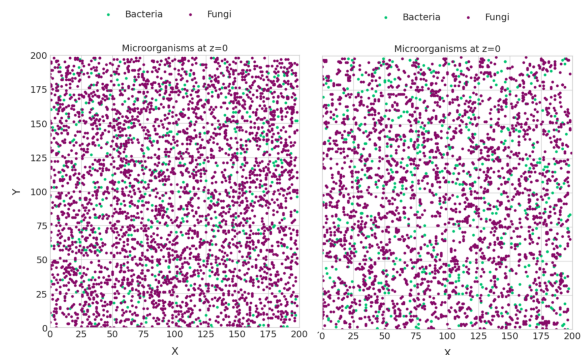 Bacteria Fungi
Bacteria Fungi
Microorganisms at z=0
Microorganisms at z=0
Y
200
175
150
125
100
75
50
25
0
0 25 50 75 100 125 150 175 200
0 25 50 75 100 125 150 175 200
X
X